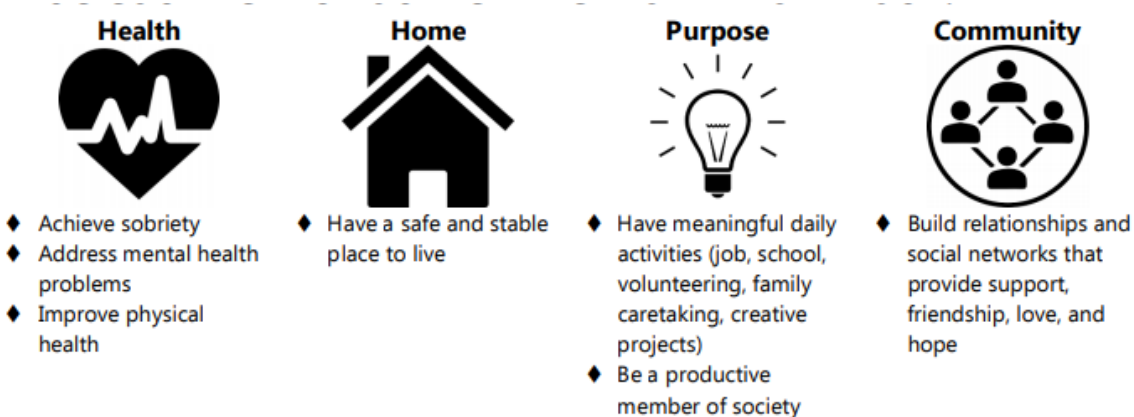 Health
♦ Achieve sobriety
♦ Address mental health
problems
♦ Improve physical
health
Home
♦ Have a safe and stable
place to live
Purpose
♦ Have meaningful daily
activities (job, school,
volunteering, family
caretaking, creative
projects)
♦ Be a productive
member of society
Community
♦ Build relationships and
social networks that
provide support,
friendship, love, and
hope